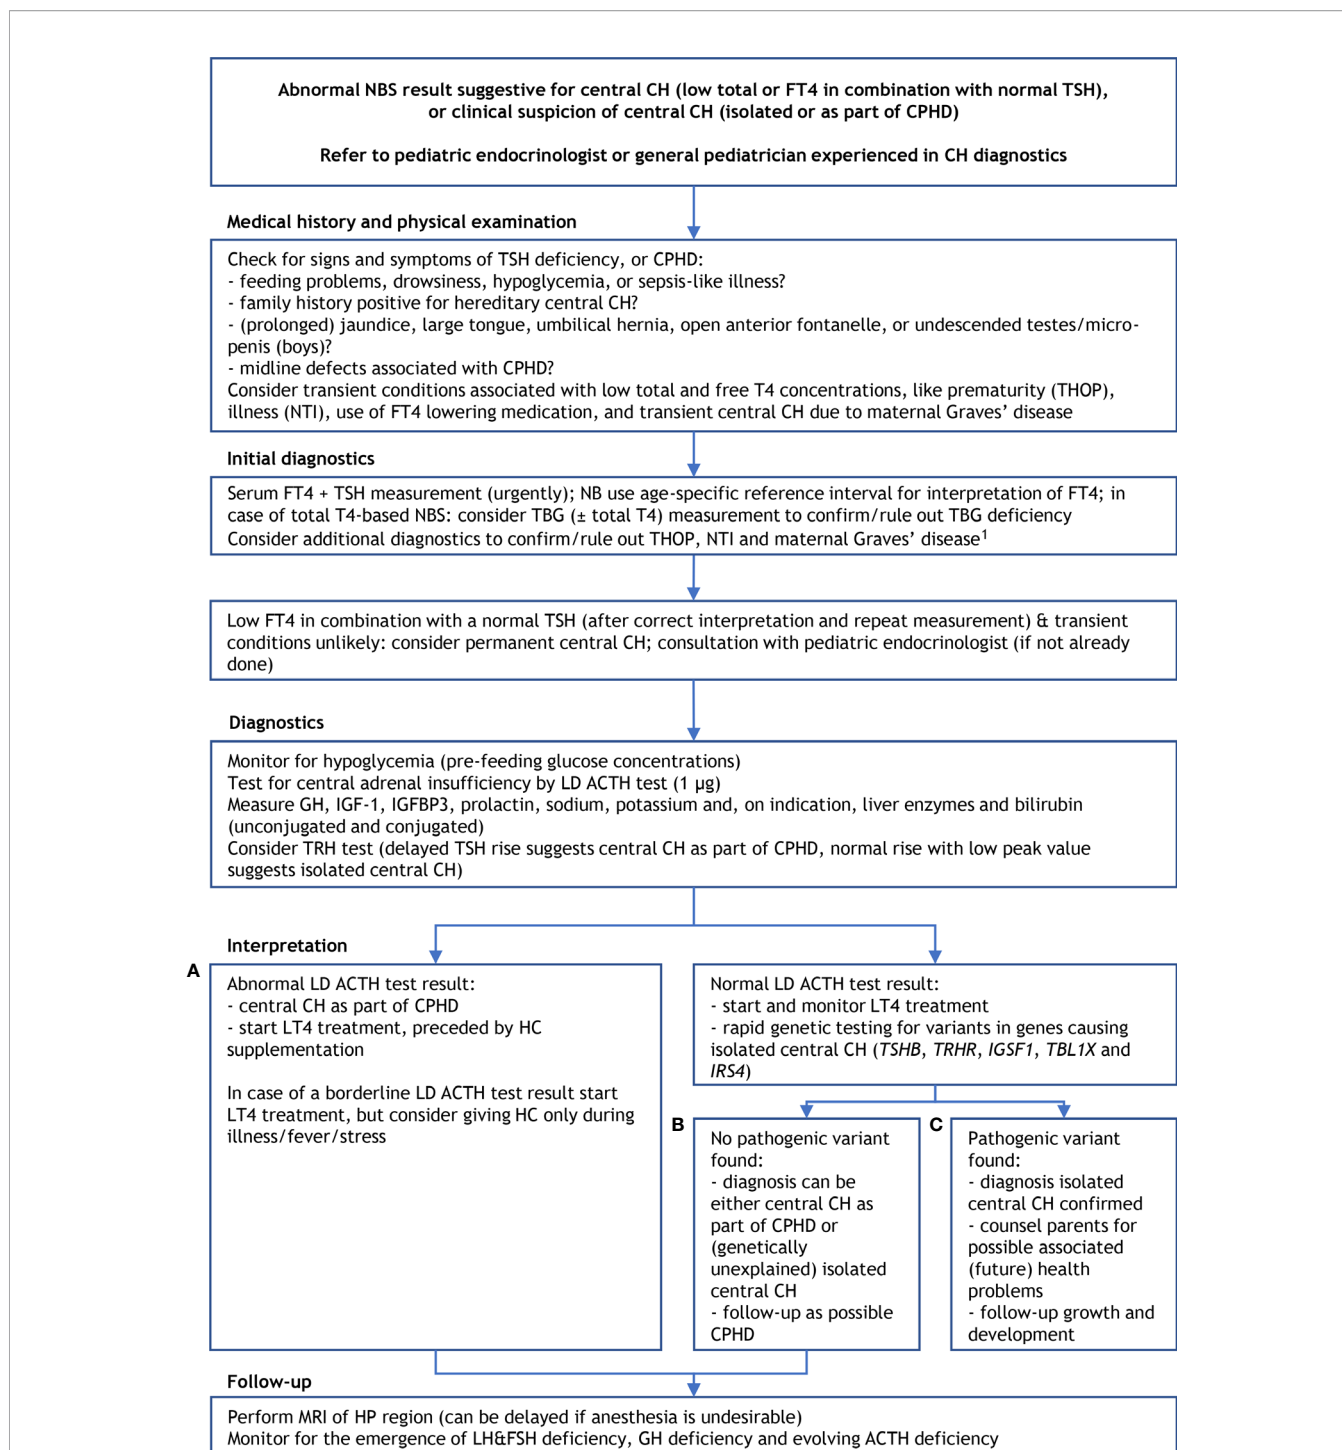 Abnormal NBS result suggestive for central CH (low total or FT4 in combination with normal TSH),
or clinical suspicion of central CH (isolated or as part of CPHD)
Refer to pediatric endocrinologist or general pediatrician experienced in CH diagnostics
Medical history and physical examination
Check for signs and symptoms of TSH deficiency, or CPHD:
- feeding problems, drowsiness, hypoglycemia, or sepsis-like illness?
- family history positive for hereditary central CH?
- (prolonged) jaundice, large tongue, umbilical hernia, open anterior fontanelle, or undescended testes/micro-
penis (boys)?
- midline defects associated with CPHD?
Consider transient conditions associated with low total and free T4 concentrations, like prematurity (THOP),
illness (NTI), use of FT4 lowering medication, and transient central CH due to maternal Graves’ disease
Initial diagnostics
Serum FT4 + TSH measurement (urgently); NB use age-specific reference interval for interpretation of FT4; in
case of total T4-based NBS: consider TBG (± total T4) measurement to confirm/rule out TBG deficiency
Consider additional diagnostics to confirm/rule out THOP, NTI and maternal Graves’ disease¹
Low FT4 in combination with a normal TSH (after correct interpretation and repeat measurement) & transient
conditions unlikely: consider permanent central CH; consultation with pediatric endocrinologist (if not already
done)
Diagnostics
Monitor for hypoglycemia (pre-feeding glucose concentrations)
Test for central adrenal insufficiency by LD ACTH test (1 µg)
Measure GH, IGF-1, IGFBP3, prolactin, sodium, potassium and, on indication, liver enzymes and bilirubin
(unconjugated and conjugated)
Consider TRH test (delayed TSH rise suggests central CH as part of CPHD, normal rise with low peak value
suggests isolated central CH)
Interpretation
A
Abnormal LD ACTH test result:
- central CH as part of CPHD
- start LT4 treatment, preceded by HC
supplementation
In case of a borderline LD ACTH test result start
LT4 treatment, but consider giving HC only during
illness/fever/stress
Normal LD ACTH test result:
- start and monitor LT4 treatment
- rapid genetic testing for variants in genes causing
isolated central CH (TSHB, TRHR, IGSF1, TBL1X and
IRS4)
B
No pathogenic variant
found:
- diagnosis can be
either central CH as
part of CPHD or
(genetically
unexplained) isolated
central CH
- follow-up as possible
CPHD
C
Pathogenic variant
found:
- diagnosis isolated
central CH confirmed
- counsel parents for
possible associated
(future) health
problems
- follow-up growth and
development
Follow-up
Perform MRI of HP region (can be delayed if anesthesia is undesirable)
Monitor for the emergence of LH&FSH deficiency, GH deficiency and evolving ACTH deficiency